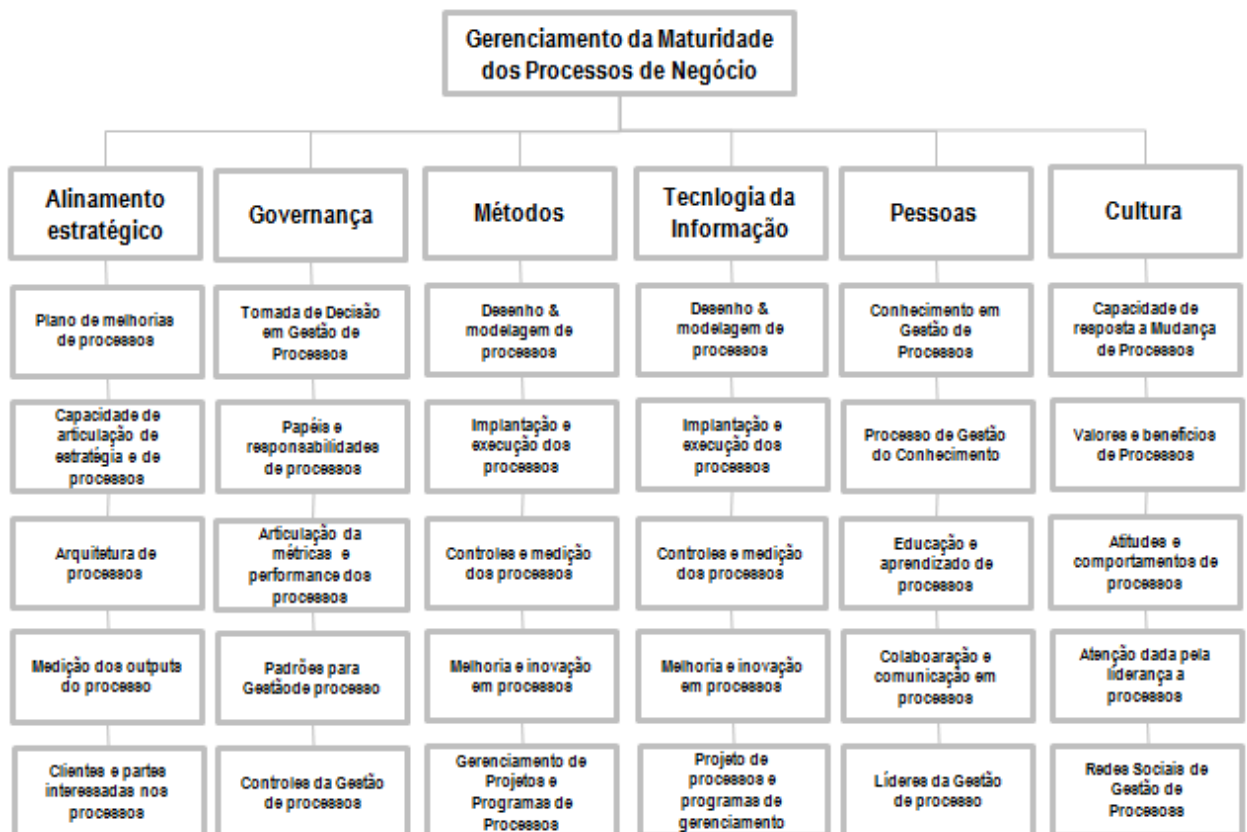 Gerenciamento da Maturidade
dos Processos de Negócio
Alinamento
estratégico
Governança
Métodos
Tecnlogia da
Informação
Pessoas
Cultura
Plano de melhorias
de processos
Tomada de Decisão
em Gestão de
Processos
Desenho &
modelagem de
processos
Desenho &
modelagem de
processos
Conhecimento em
Gestão de
Processos
Capacidade de
resposta a Mudança
de Processos
Capacidade de
articulação de
estratégia e de
processos
Papéis e
responsabilidades
de processos
Implantação e
execução dos
processos
Implantação e
execução dos
processos
Processo de Gestão
do Conhecimento
Valores e benefícios
de Processos
Arquitetura de
processos
Articulação da
métricas e
performance dos
processos
Controles e medição
dos processos
Controles e medição
dos processos
Educação e
aprendizado de
processos
Atitudes e
comportamentos de
processos
Medição dos outputs
do processo
Padrões para
Gestãode processo
Melhoria e inovação
em processos
Melhoria e inovação
em processos
Colaboaração e
comunicação em
processos
Atenção dada pela
liderança a
processos
Clientes e partes
interessadas nos
processos
Controles da Gestão
de processos
Gerenciamento de
Projetos e
Programas de
Processos
Projeto de
processos e
programas de
gerenciamento
Líderes da Gestão
de processo
Redes Sociais de
Gestão de
Procesoss